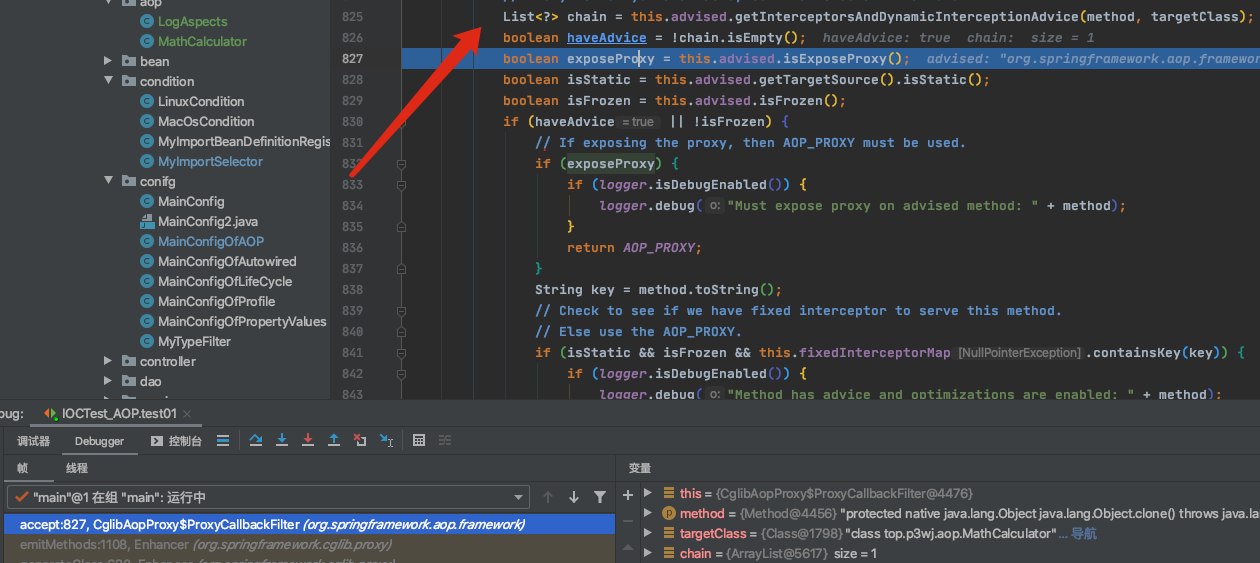 aop
LogAspects
MathCalculator
bean
condition
LinuxCondition
MacOsCondition
MyImportBeanDefinitionRegis
MyImportSelector
conifg
MainConfig
MainConfig2.java
MainConfigOfAOP
MainConfigOfAutowired
MainConfigOfLifeCycle
MainConfigOfProfile
MainConfigOfPropertyValues
MyTypeFilter
controller
dao
825 List<?> chain = this.advised.getInterceptorsAndDynamicInterceptionAdvice(method, targetClass);
826 boolean haveAdvice = !chain.isEmpty(); haveAdvice: true chain: size = 1
827 boolean exposeProxy = this.advised.isExposeProxy(); advised: "org.springframework.aop.framewor
828 boolean isStatic = this.advised.getTargetSource().isStatic();
829 boolean isFrozen = this.advised.isFrozen();
830 if (haveAdvice = true || !isFrozen) {
831 // If exposing the proxy, then AOP_PROXY must be used.
832 if (exposeProxy) {
833 if (logger.isDebugEnabled()) {
834 logger.debug( o: "Must expose proxy on advised method: " + method);
835 }
836 return AOP_PROXY;
837 }
838 String key = method.toString();
839 // Check to see if we have fixed interceptor to serve this method.
840 // Else use the AOP_PROXY.
841 if (isStatic && isFrozen && this.fixedInterceptorMap [NullPointerException] .containsKey(key)) {
842 if (logger.isDebugEnabled()) {
843 logger.debug( o: "Method has advice and optimizations are enabled: " + method);
bug: IOCTest_AOP.test01 ×
调试器 Debugger 控制台
帧 线程
"main"@1 在组 "main": 运行中
accept:827, CglibAopProxy$ProxyCallbackFilter (org.springframework.aop.framework)
emitMethods:1108, Enhancer (org.springframework.cglib.proxy)
变量
this = {CglibAopProxy$ProxyCallbackFilter@4476}
method = {Method@4456} "protected native java.lang.Object java.lang.Object.clone() throws java.la
targetClass = {Class@1798} "class top.p3wj.aop.MathCalculator"... 导航
chain = {ArrayList@5617} size = 1